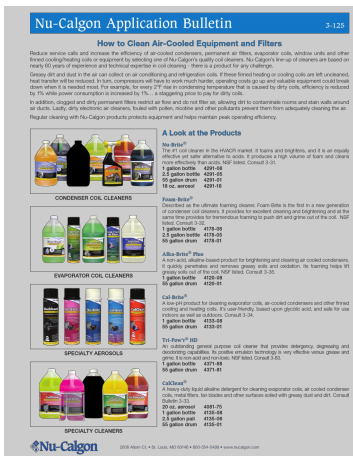 Nu-Calgon Application Bulletin
3-125
How to Clean Air-Cooled Equipment and Filters
Reduce service calls and increase the efficiency of air-cooled condensers, permanent air filters, evaporator coils, window units and other
finned cooling/heating coils or equipment by selecting one of Nu-Calgon's quality coil cleaners. Nu-Calgon's line-up of cleaners are based on
nearly 60 years of experience and technical expertise in coil cleaning - there is a product for any challenge.
Greasy dirt and dust in the air can collect on air conditioning and refrigeration coils. If these finned heating or cooling coils are left uncleaned,
heat transfer will be reduced. In turn, compressors will have to work much harder, operating costs go up and valuable equipment could break
down when it is needed most. For example, for every 2°F rise in condensing temperature that is caused by dirty coils, efficiency is reduced
by 1% while power consumption is increased by 1%... a staggering price to pay for dirty coils.
In addition, clogged and dirty permanent filters restrict air flow and do not filter air, allowing dirt to contaminate rooms and stain walls around
air ducts. Lastly, dirty electronic air cleaners, fouled with pollen, nicotine and other pollutants prevent them from adequately cleaning the air.
Regular cleaning with Nu-Calgon products protects equipment and helps maintain peak operating efficiency.
CONDENSER COIL CLEANERS
EVAPORATOR COIL CLEANERS
SPECIALTY AEROSOLS
SPECIALTY CLEANERS
A Look at the Products
Nu-Brite®
The #1 coil cleaner in the HVACR market. It foams and brightens, and it is an equally
effective yet safer alternative to acids. It produces a high volume of foam and cleans
more effectively than acids. NSF listed. Consult 3-31.
1 gallon bottle 4291-08
2.5 gallon bottle 4291-05
55 gallon drum 4291-01
18 oz. aerosol 4291-18
Foam-Brite®
Described as the ultimate foaming cleaner, Foam-Brite is the first in a new generation
of condenser coil cleaners, it provides for excellent cleaning and brightening and at the
same time provides for tremendous foaming to push dirt and grime out of the coil. NSF
listed. Consult 3-32.
1 gallon bottle 4178-08
2.5 gallon bottle 4178-05
55 gallon drum 4178-01
Alka-Brite® Plus
A non-acid, alkaline-based product for brightening and cleaning air cooled condensers,
it quickly penetrates and removes greasy soils and oxidation. Its foaming helps lift
greasy soils out of the coil. NSF listed. Consult 3-35.
1 gallon bottle 4120-08
55 gallon drum 4120-01
Cal-Brite®
A low-pH product for cleaning evaporator coils, air-cooled condensers and other finned
cooling and heating coils. It's user-friendly, based upon glycolic acid, and safe for use
indoors as well as outdoors. Consult 3-34.
1 gallon bottle 4133-08
55 gallon drum 4133-01
Tri-Pow'r® HD
An outstanding general purpose coil cleaner that provides detergency, degreasing and
deodorizing capabilities. Its positive emulsion technology is very effective versus grease and
grime. It is non-acid and non-toxic. NSF listed.
1 gallon bottle 4371-88
55 gallon drum 4371-81
CalClean®
A heavy-duty liquid alkaline detergent for cleaning evaporator coils, air cooled condenser
coils, metal filters, fan blades and other surfaces soiled with greasy dust and dirt. Consult
Bulletin 3-33.
20 oz. aerosol 4081-75
1 gallon bottle 4135-08
2.5 gallon pail 4135-05
55 gallon drum 4135-01
Nu-Calgon
2008 Altom Ct. • St. Louis, MO 63146 • 800-554-5499 • www.nucalgon.com